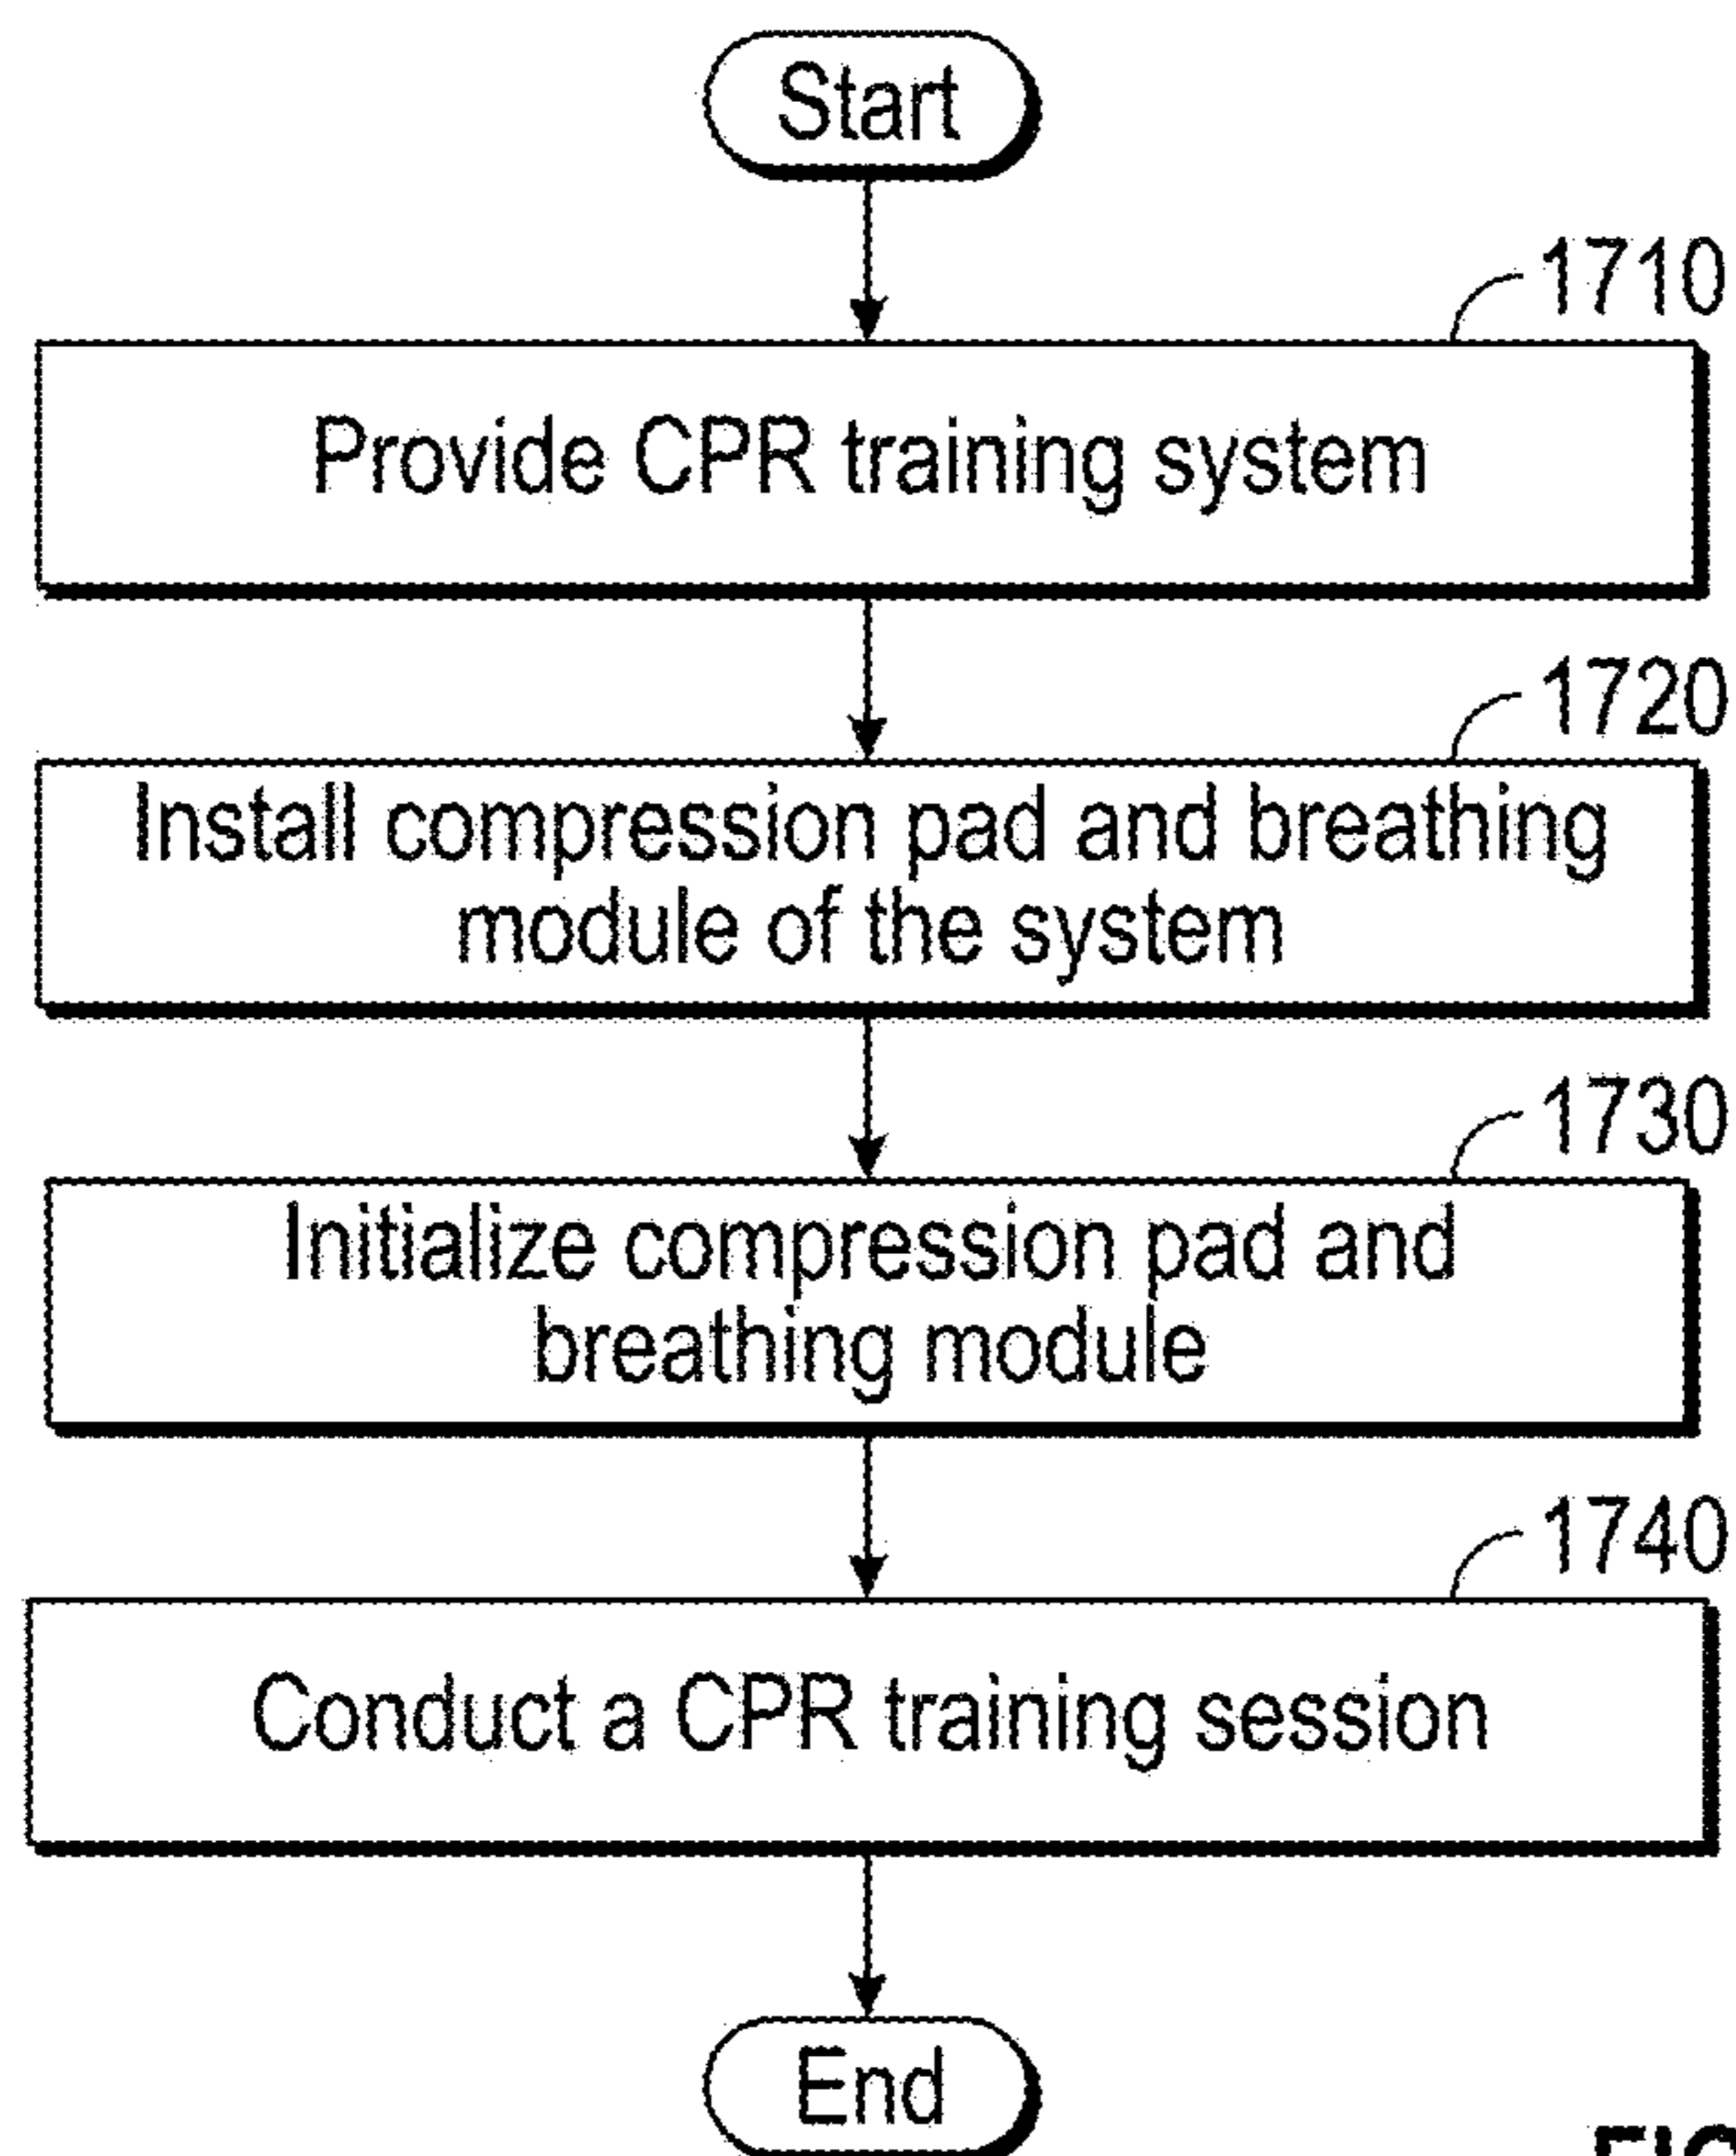 Start
1710
Provide CPR training system
1720
Install compression pad and breathing
module of the system
1730
Initialize compression pad and
breathing module
1740
Conduct a CPR training session
End